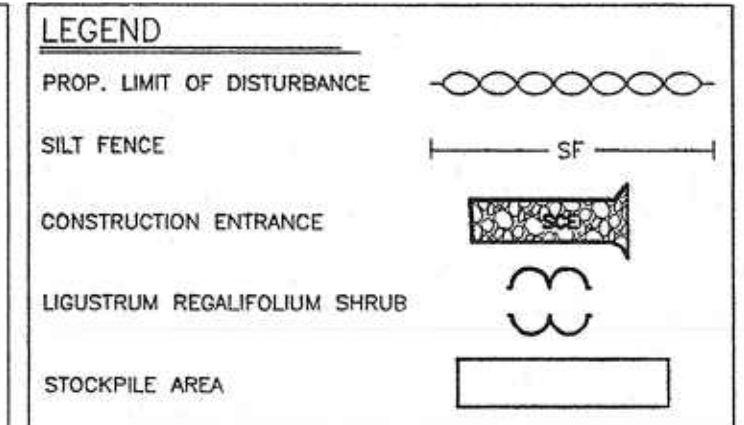 LEGEND
PROP. LIMIT OF DISTURBANCE
SILT FENCE SF
CONSTRUCTION ENTRANCE SCE
LIGUSTRUM REGALIFOLIUM SHRUB
STOCKPILE AREA